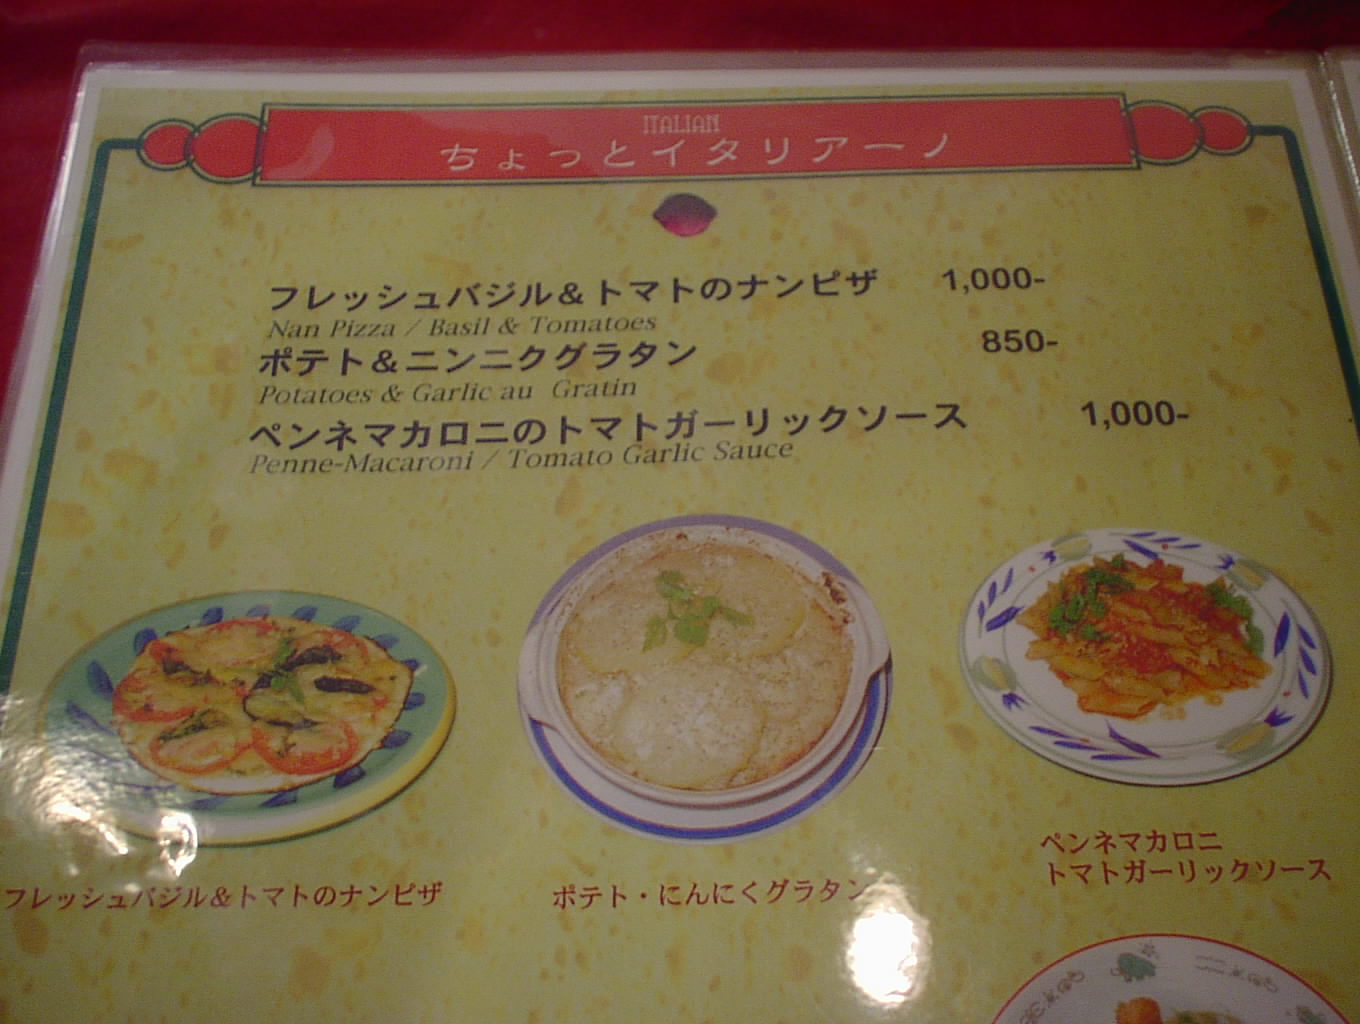 ITALIAN
ちょっとイタリアーノ
フレッシュバジル&トマトのナンピザ 1,000-
Nan Pizza / Basil & Tomatoes
ポテト&ニンニクグラタン 850-
Potatoes & Garlic au Gratin
ペンネマカロニのトマトガーリックソース 1,000-
Penne-Macaroni / Tomato Garlic Sauce
ペンネマカロニ
トマトガーリックソース
フレッシュバジル&トマトのナンピザ
ポテト・にんにくグラタン